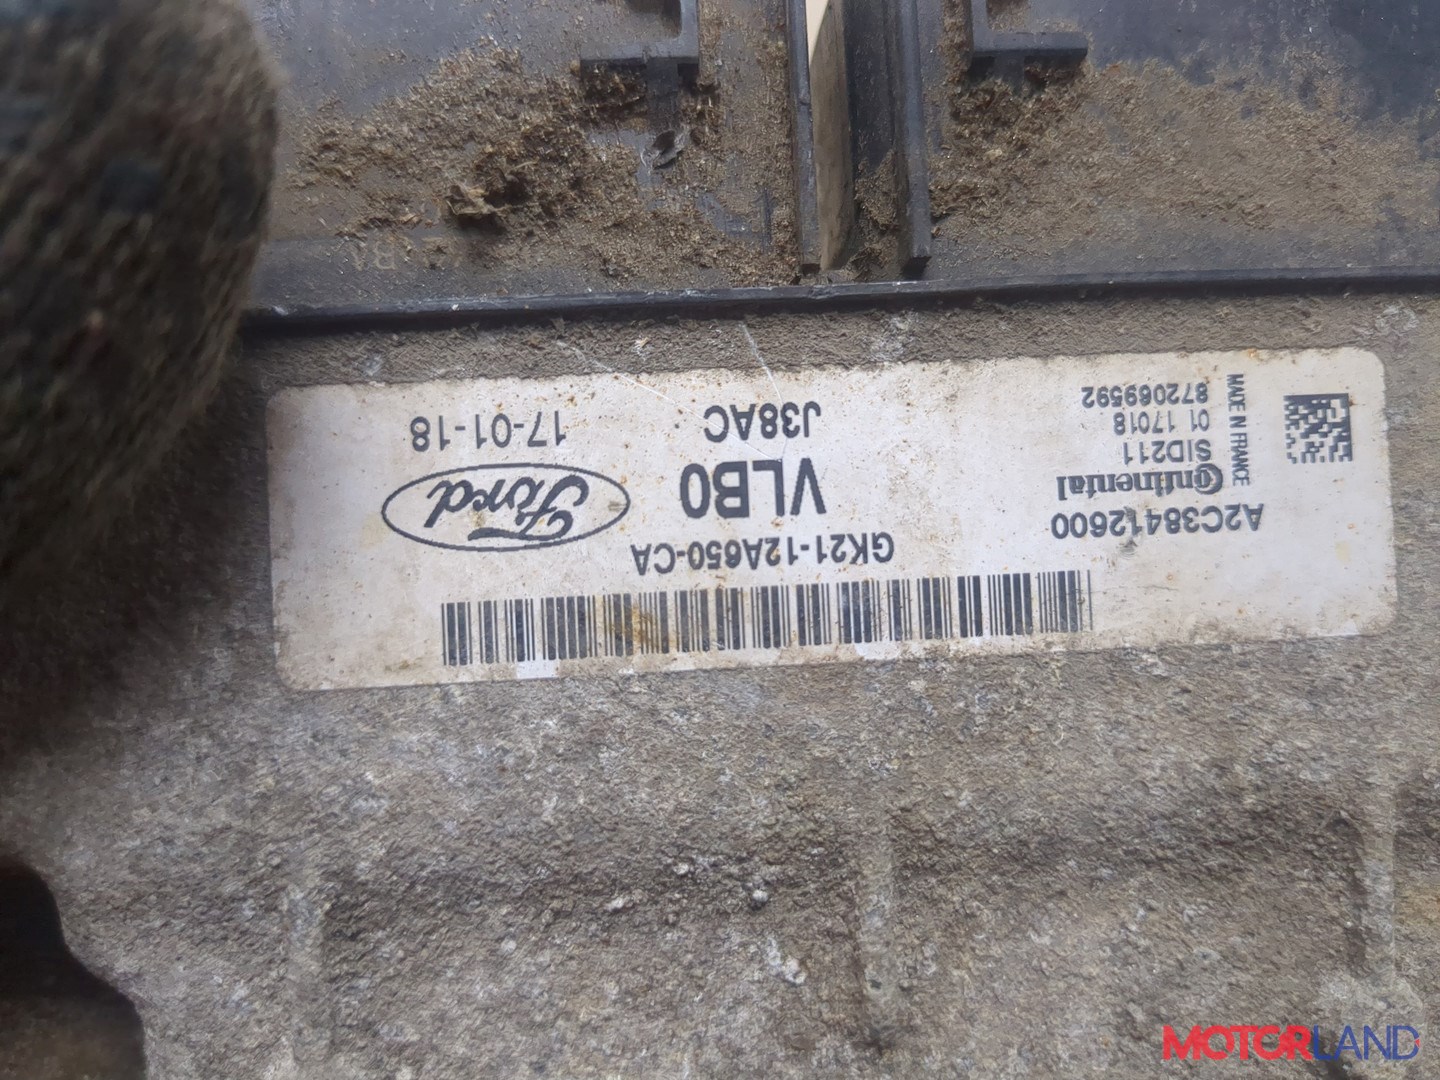 A2C38412600
Continental
SID211
01 17018
872069592
MADE IN FRANCE
GK21-12A650-CA
VLB0
J38AC
Ford
17-01-18
MOTORLAND